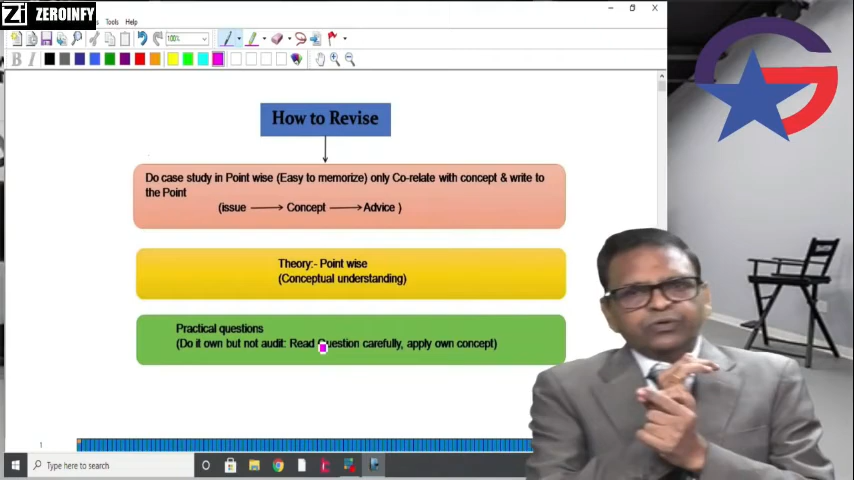 Zi ZEROINFY
Tools Help
100%
B I
How to Revise
Do case study in Point wise (Easy to memorize) only Co-relate with concept & write to
the Point
(issue → Concept → Advice )
Theory:- Point wise
(Conceptual understanding)
Practical questions
(Do it own but not audit: Read Question carefully, apply own concept)
1
Type here to search